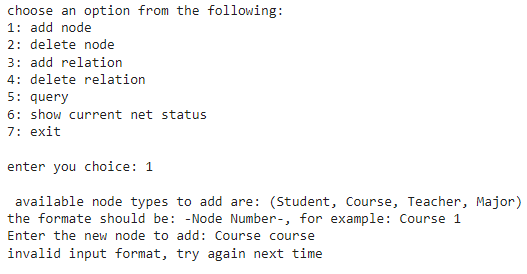 choose an option from the following:
1: add node
2: delete node
3: add relation
4: delete relation
5: query
6: show current net status
7: exit
enter you choice: 1
available node types to add are: (Student, Course, Teacher, Major)
the formate should be: -Node Number-, for example: Course 1
Enter the new node to add: Course course
invalid input format, try again next time